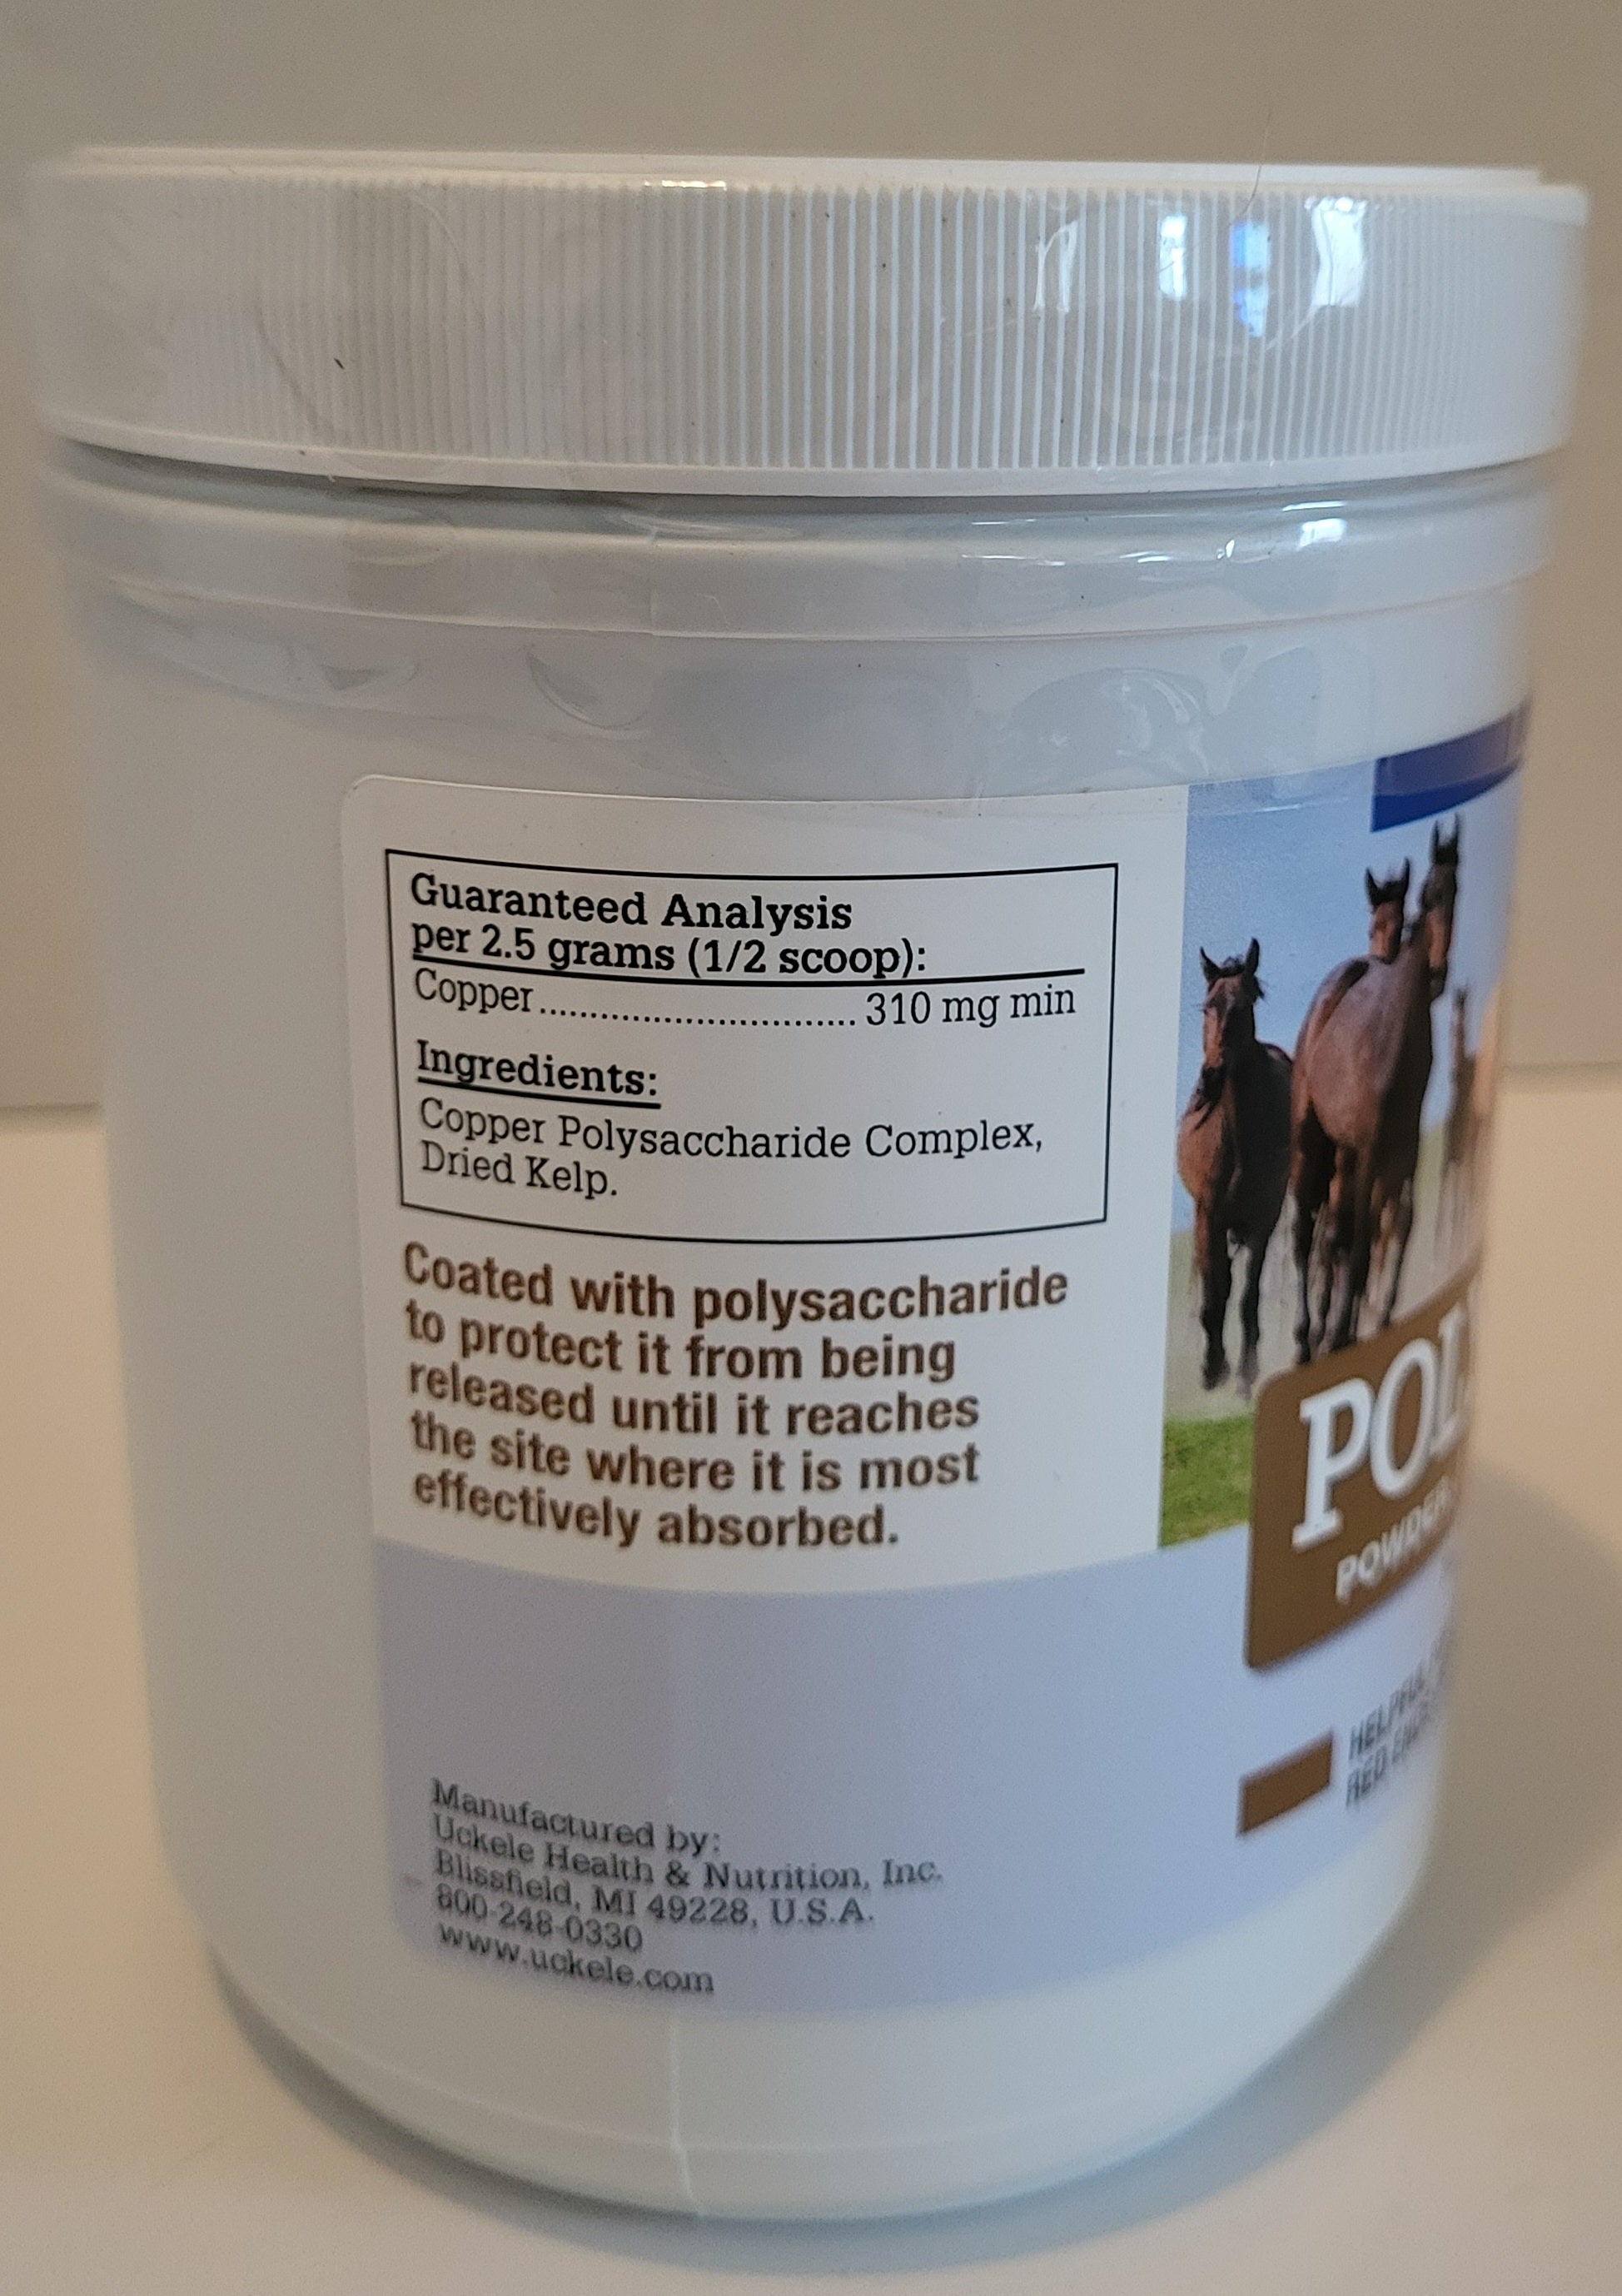 Guaranteed Analysis
per 2.5 grams (1/2 scoop):
Copper.............................. 310 mg min
Ingredients:
Copper Polysaccharide Complex,
Dried Kelp.
Coated with polysaccharide
to protect it from being
released until it reaches
the site where it is most
effectively absorbed.
Manufactured by:
Uckele Health & Nutrition, Inc.
Blissfield, MI 49228, U.S.A.
800-248-0330
www.uckele.com
POL
POWDER